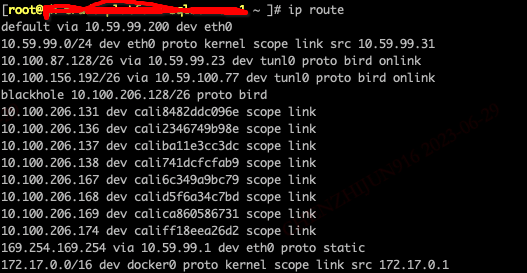 [root@ 1 ~ ]# ip route
default via 10.59.99.200 dev eth0
10.59.99.0/24 dev eth0 proto kernel scope link src 10.59.99.31
10.100.87.128/26 via 10.59.99.23 dev tunl0 proto bird onlink
10.100.156.192/26 via 10.59.100.77 dev tunl0 proto bird onlink
blackhole 10.100.206.128/26 proto bird
10.100.206.131 dev cali8482ddc096e scope link
10.100.206.136 dev cali2346749b98e scope link
10.100.206.137 dev caliba11e3cc3dc scope link
10.100.206.138 dev cali741dcfcfab9 scope link
10.100.206.167 dev cali6c349a9bc79 scope link
10.100.206.168 dev calid5f6a34c7bd scope link
10.100.206.169 dev calica860586731 scope link
10.100.206.174 dev califf18eea26d2 scope link
169.254.169.254 via 10.59.99.1 dev eth0 proto static
172.17.0.0/16 dev docker0 proto kernel scope link src 172.17.0.1